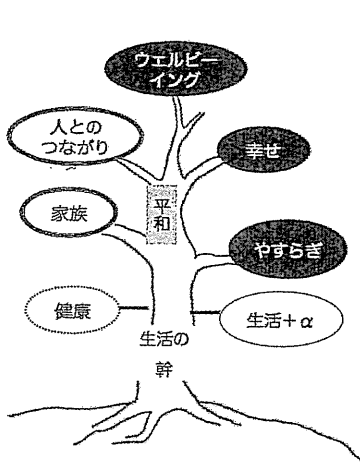 ウェルビー
イング
人との
つながり
幸せ
平和
家族
やすらぎ
健康
生活+α
生活の
幹